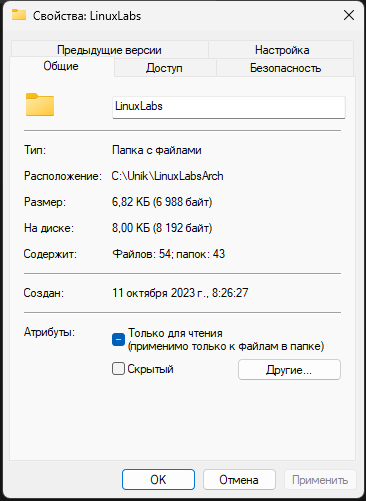 Свойства: LinuxLabs
Предыдущие версии
Настройка
Общие
Доступ
Безопасность
LinuxLabs
Тип: Папка с файлами
Расположение: C:\Unik\LinuxLabsArch
Размер: 6,82 КБ (6 988 байт)
На диске: 8,00 КБ (8 192 байт)
Содержит: Файлов: 54; папок: 43
Создан: 11 октября 2023 г., 8:26:27
Атрибуты: Только для чтения
(применимо только к файлам в папке)
Скрытый
Другие...
ОК
Отмена
Применить